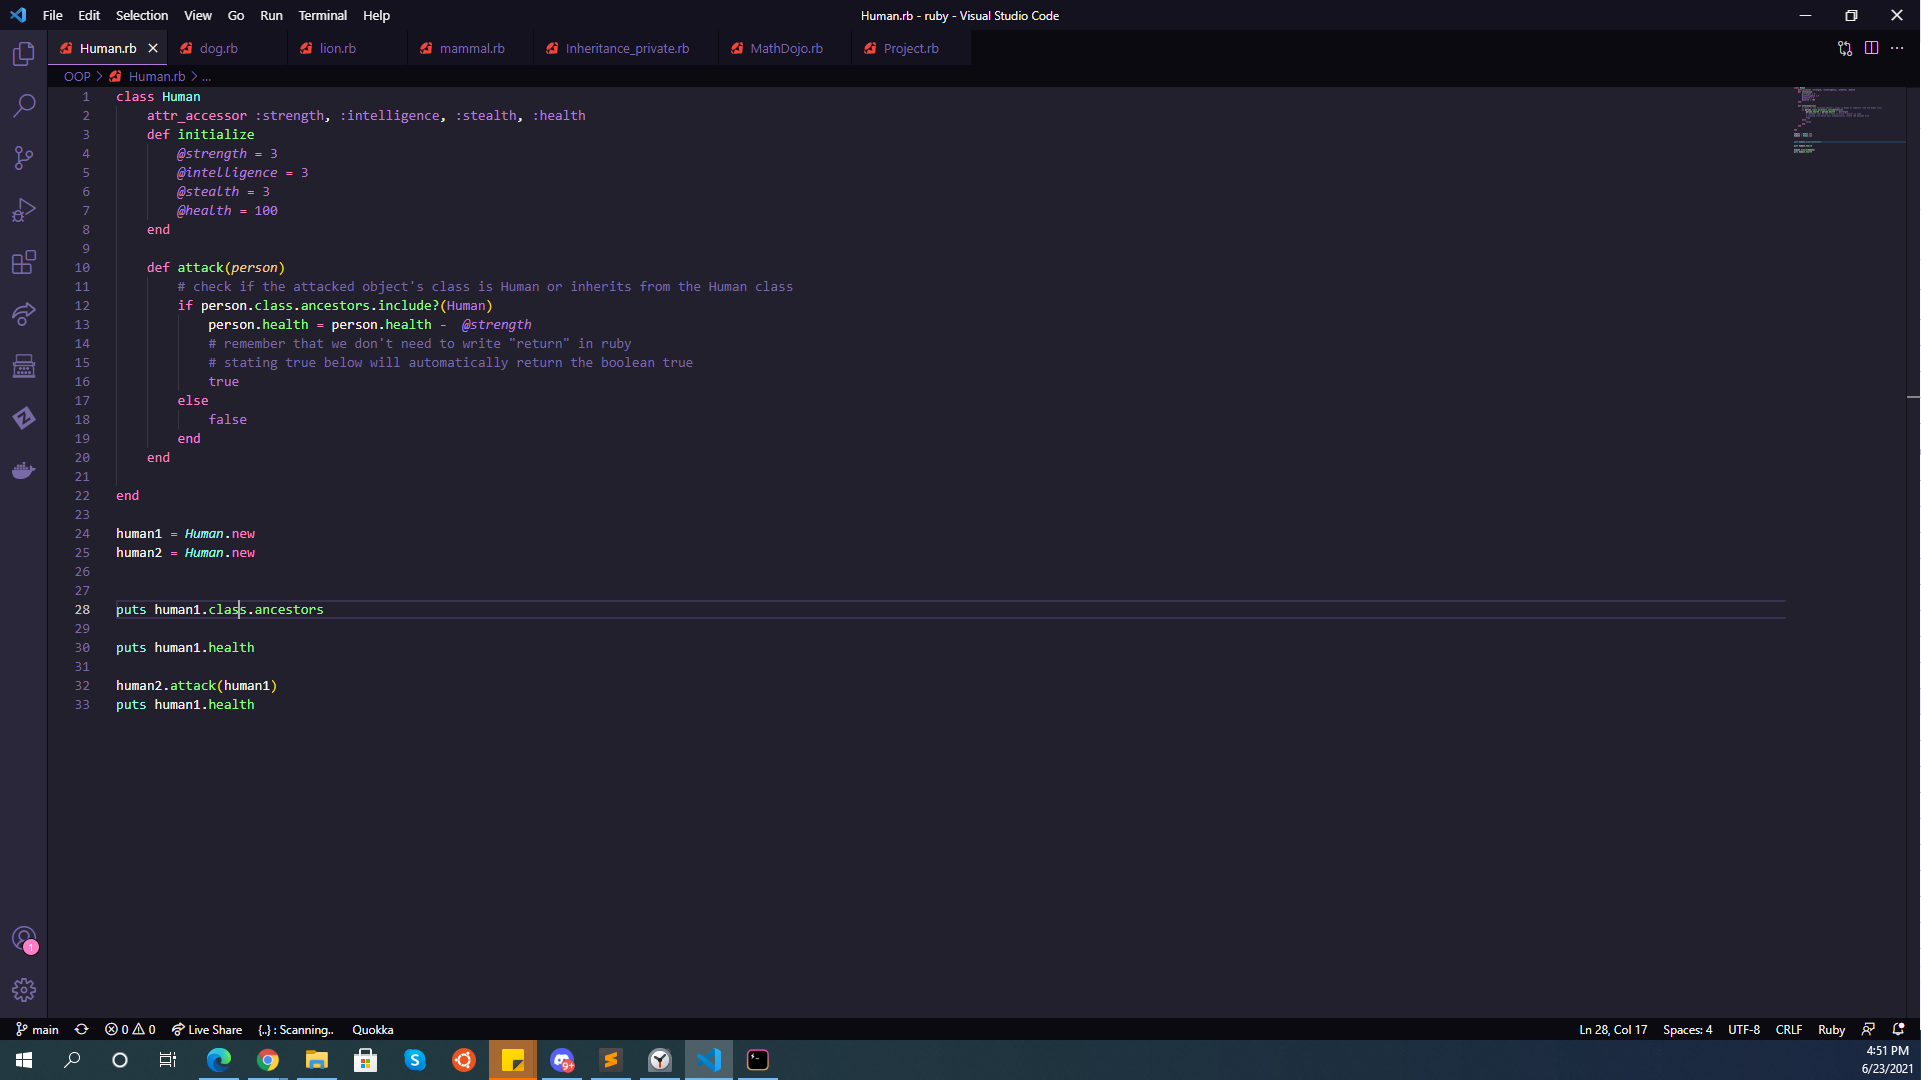 File Edit Selection View Go Run Terminal Help
Human.rb - ruby - Visual Studio Code
Human.rb dog.rb lion.rb mammal.rb Inheritance_private.rb MathDojo.rb Project.rb
OOP > Human.rb > ...
1 class Human
2     attr_accessor :strength, :intelligence, :stealth, :health
3     def initialize
4         @strength = 3
5         @intelligence = 3
6         @stealth = 3
7         @health = 100
8     end
9
10     def attack(person)
11         # check if the attacked object's class is Human or inherits from the Human class
12         if person.class.ancestors.include?(Human)
13             person.health = person.health -  @strength
14             # remember that we don't need to write "return" in ruby
15             # stating true below will automatically return the boolean true
16             true
17         else
18             false
19         end
20     end
21
22 end
23
24 human1 = Human.new
25 human2 = Human.new
26
27
28 puts human1.class.ancestors
29
30 puts human1.health
31
32 human2.attack(human1)
33 puts human1.health
1
main 0 0 Live Share {..} : Scanning.. Quokka
Ln 28, Col 17 Spaces: 4 UTF-8 CRLF Ruby
9+
4:51 PM
6/23/2021